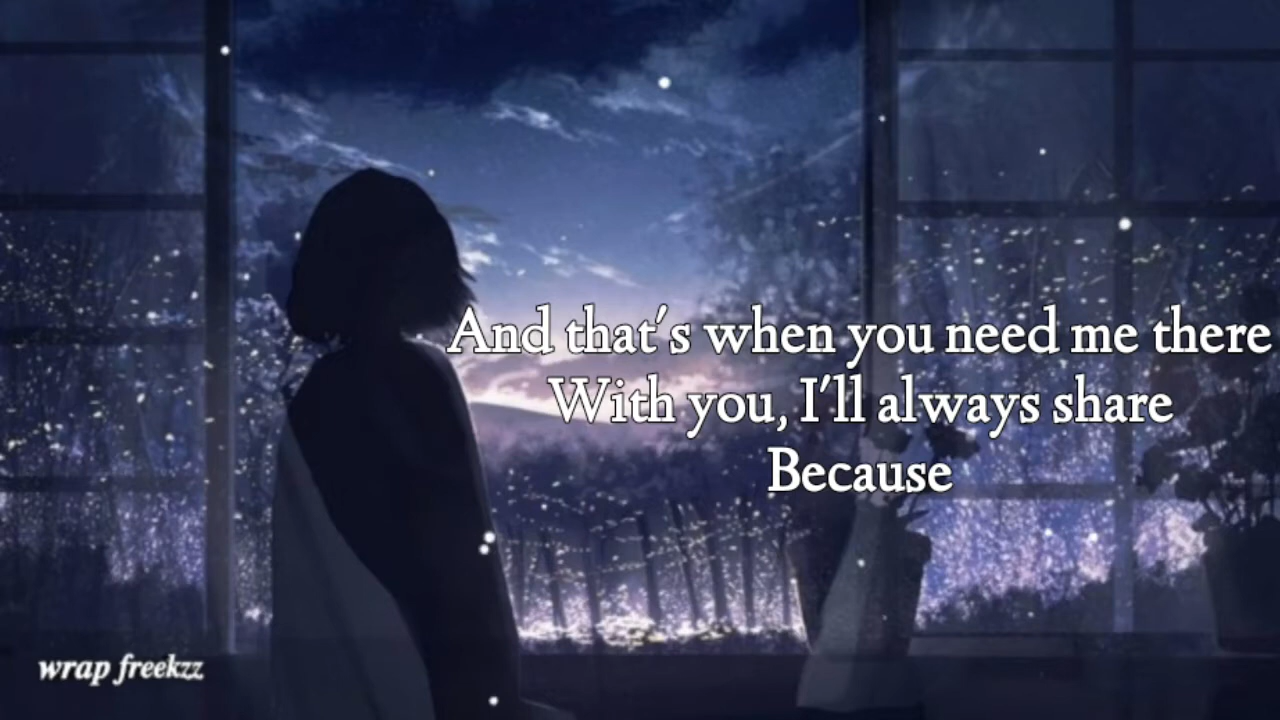 And that's when you need me there
With you, I'll always share
Because
wrap freekzz